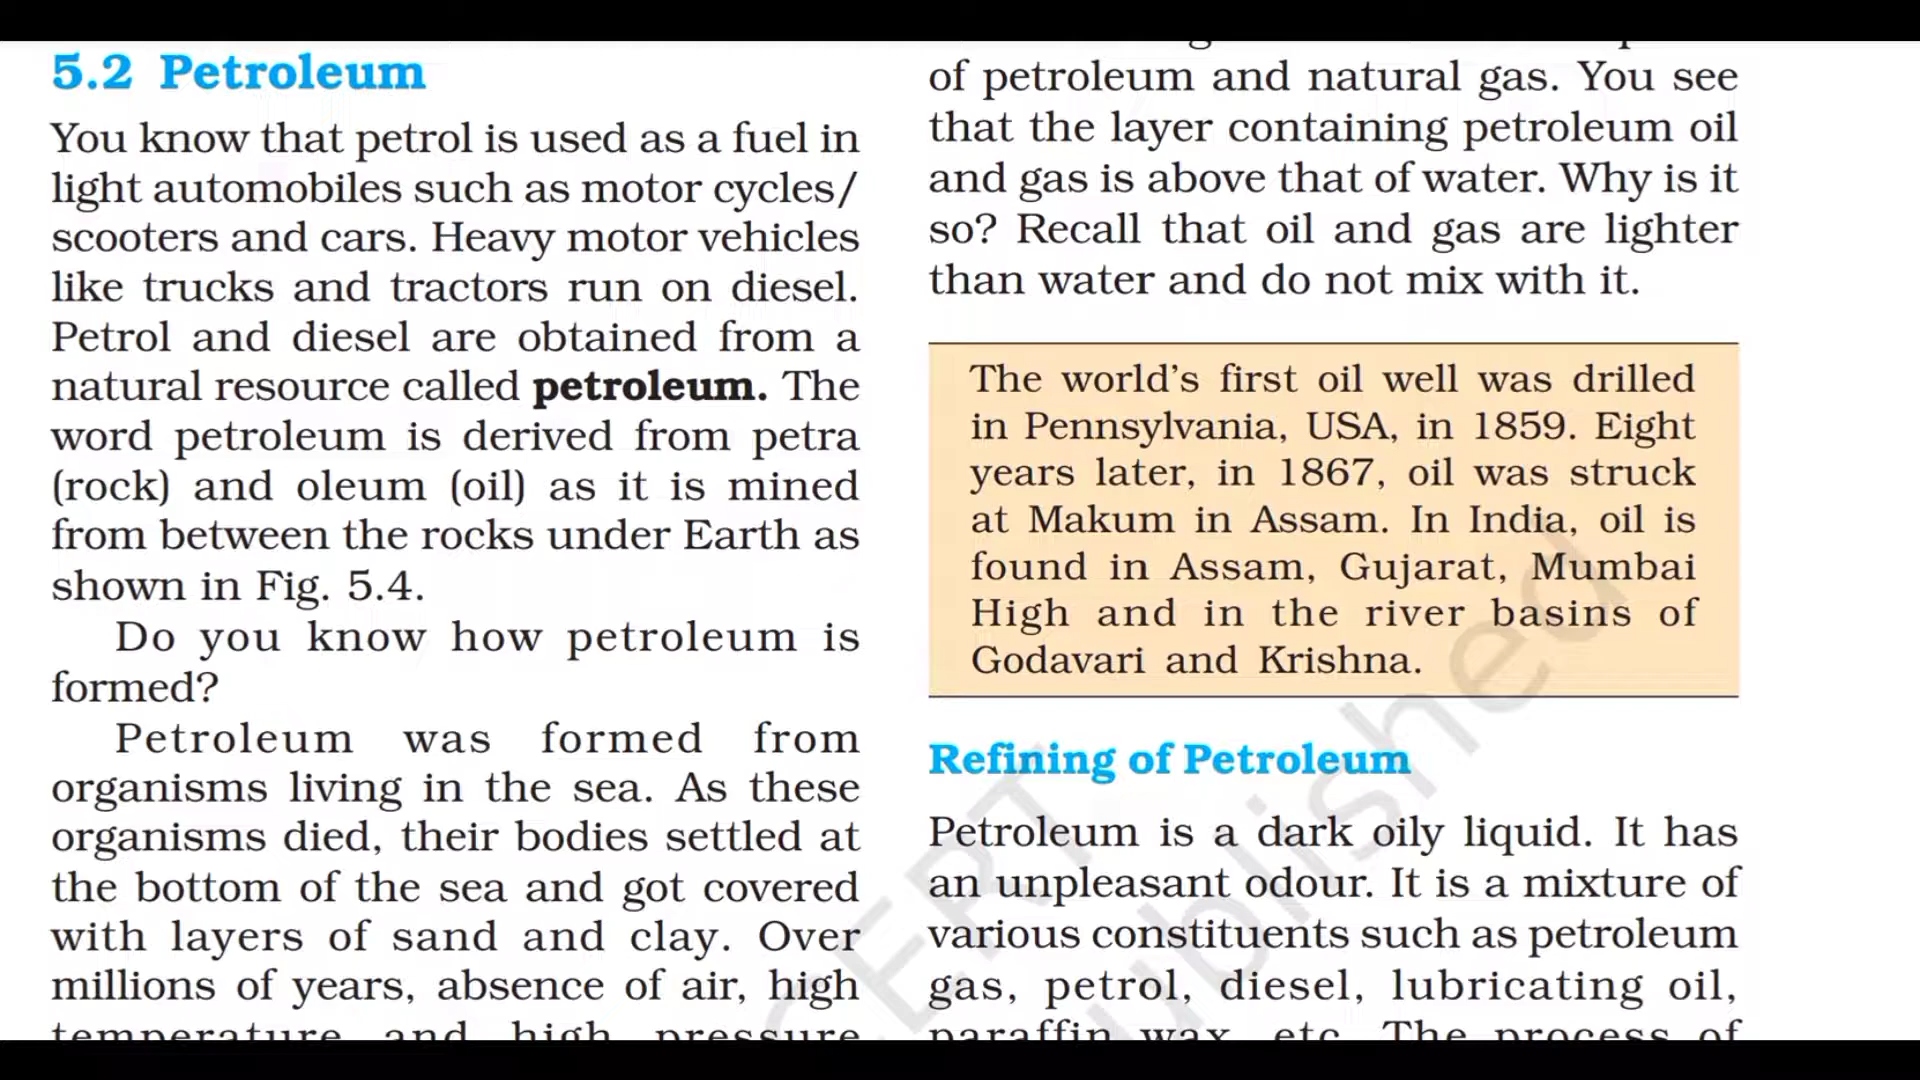 5.2 Petroleum
You know that petrol is used as a fuel in
light automobiles such as motor cycles/
scooters and cars. Heavy motor vehicles
like trucks and tractors run on diesel.
Petrol and diesel are obtained from a
natural resource called petroleum. The
word petroleum is derived from petra
(rock) and oleum (oil) as it is mined
from between the rocks under Earth as
shown in Fig. 5.4.
Do you know how petroleum is
formed?
Petroleum was formed from
organisms living in the sea. As these
organisms died, their bodies settled at
the bottom of the sea and got covered
with layers of sand and clay. Over
millions of years, absence of air, high
temperature and high pressure
of petroleum and natural gas. You see
that the layer containing petroleum oil
and gas is above that of water. Why is it
so? Recall that oil and gas are lighter
than water and do not mix with it.
The world's first oil well was drilled
in Pennsylvania, USA, in 1859. Eight
years later, in 1867, oil was struck
at Makum in Assam. In India, oil is
found in Assam, Gujarat, Mumbai
High and in the river basins of
Godavari and Krishna.
Refining of Petroleum
Petroleum is a dark oily liquid. It has
an unpleasant odour. It is a mixture of
various constituents such as petroleum
gas, petrol, diesel, lubricating oil,
paraffin wax, etc. The process of